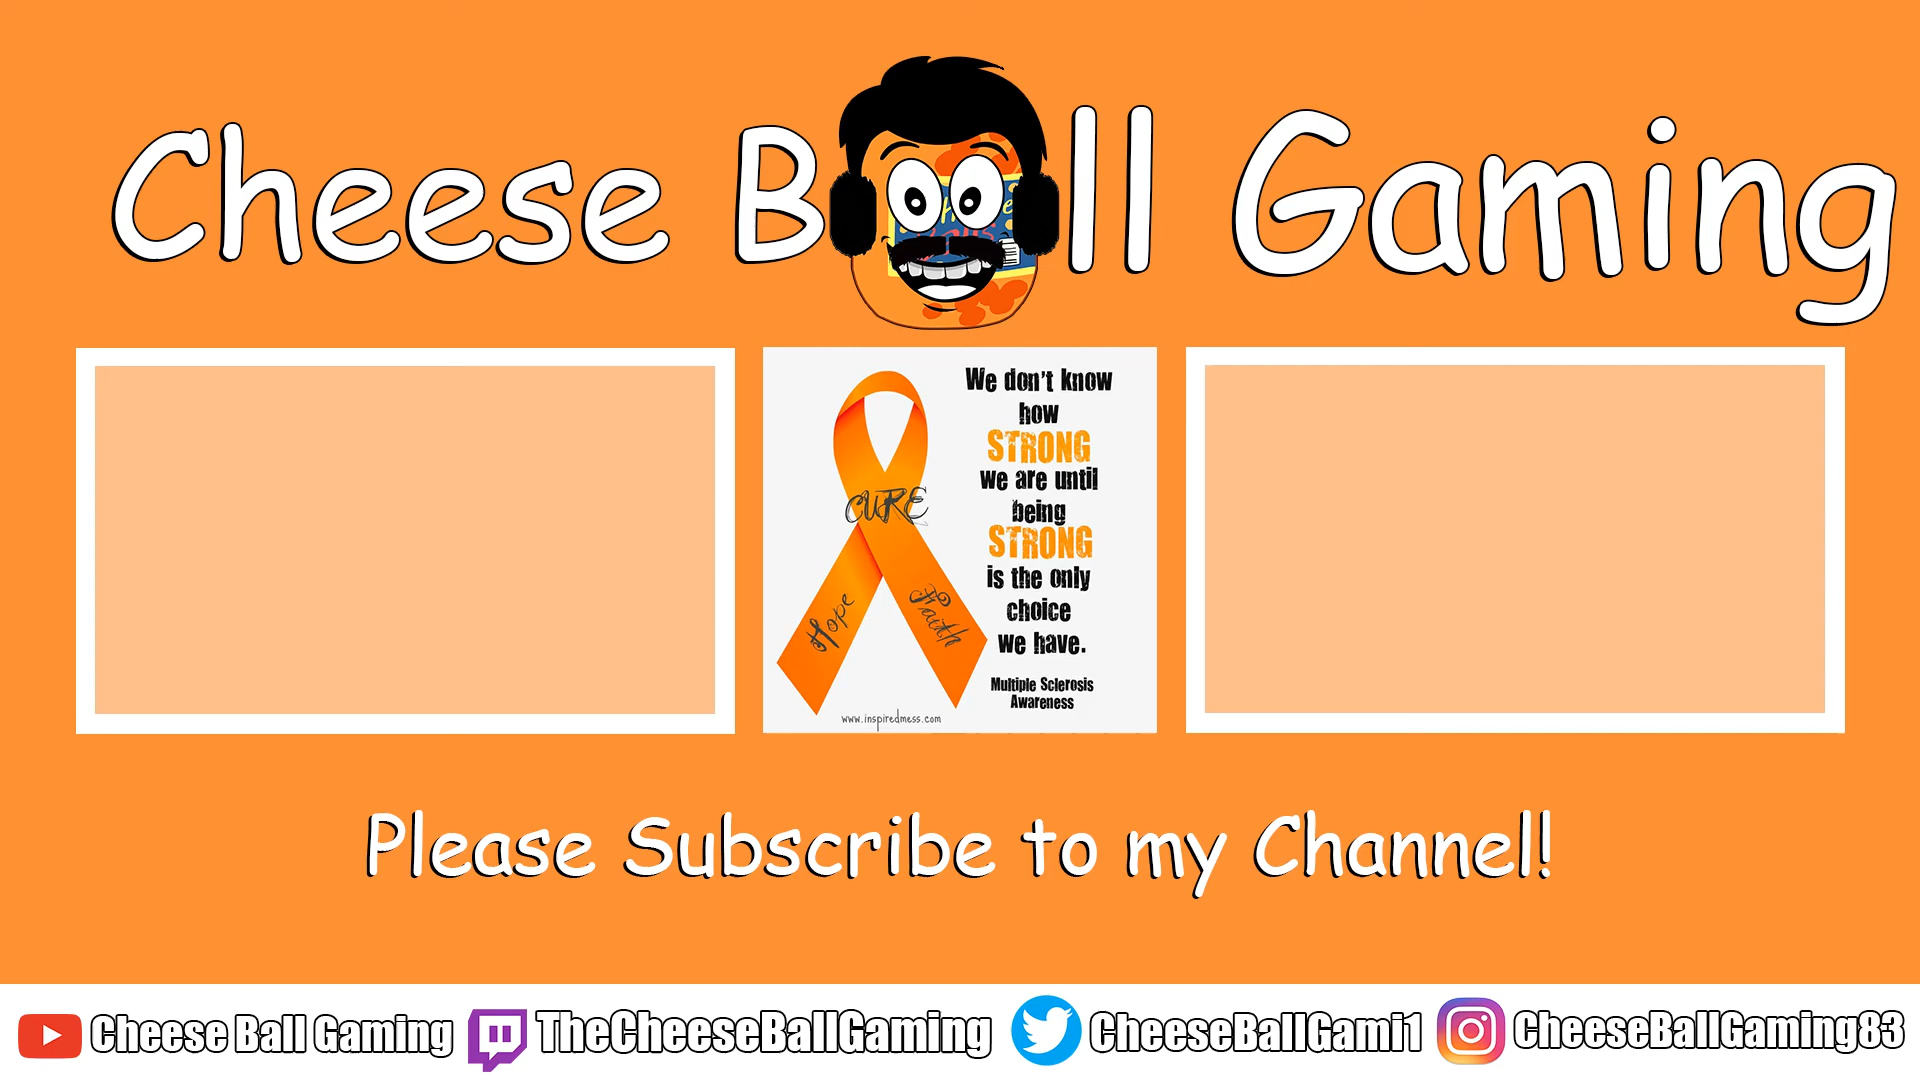 Cheese Ball Gaming
We don't know
how
STRONG
we are until
being
STRONG
is the only
choice
we have.
Multiple Sclerosis
Awareness
CURE
Hope
Faith
www.inspiredmess.com
Please Subscribe to my Channel!
Cheese Ball Gaming
TheCheeseBallGaming
CheeseBallGami1
CheeseBallGaming83